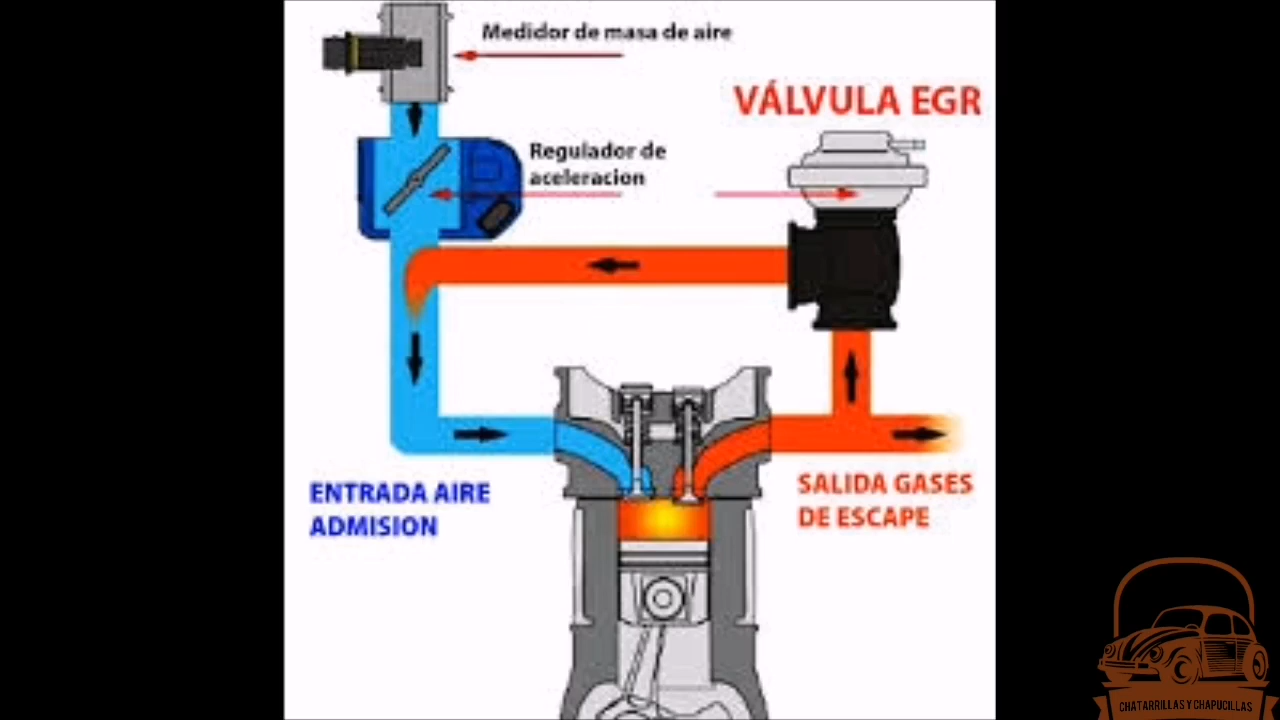 Medidor de masa de aire
VÁLVULA EGR
Regulador de
aceleracion
ENTRADA AIRE
ADMISION
SALIDA GASES
DE ESCAPE
CHATARRILLAS Y CHAPUCILLAS